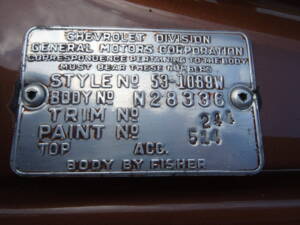 CHEVROLET DIVISION
GENERAL MOTORS CORPORATION
CORRESPONDENCE PERTAINING TO THE BODY
MUST BEAR THESE NUMBERS
STYLE Nº 53-1069W
BODY Nº N28336
TRIM Nº 244
PAINT Nº 514
TOP ACC.
BODY BY FISHER